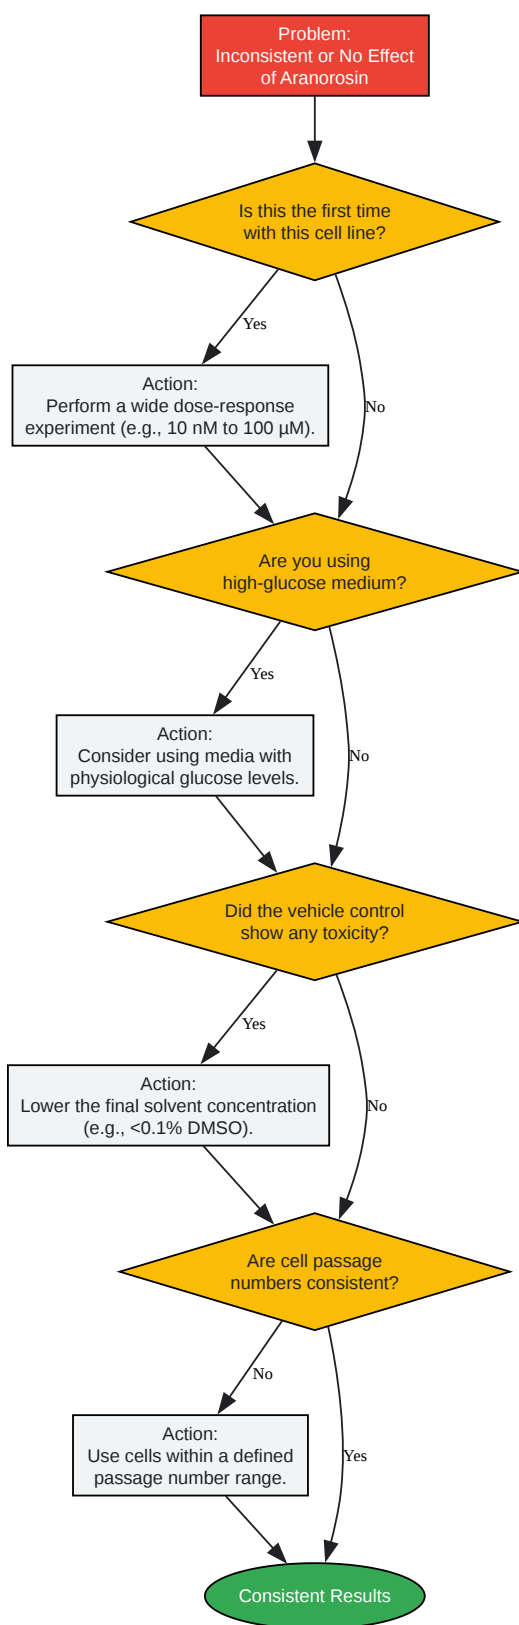 Problem:
Inconsistent or No Effect
of Aranorosin
Is this the first time
with this cell line?
Yes
Action:
Perform a wide dose-response
experiment (e.g., 10 nM to 100 µM).
No
Are you using
high-glucose medium?
Yes
Action:
Consider using media with
physiological glucose levels.
No
Did the vehicle control
show any toxicity?
Yes
Action:
Lower the final solvent concentration
(e.g., <0.1% DMSO).
No
Are cell passage
numbers consistent?
No
Action:
Use cells within a defined
passage number range.
Yes
Consistent Results